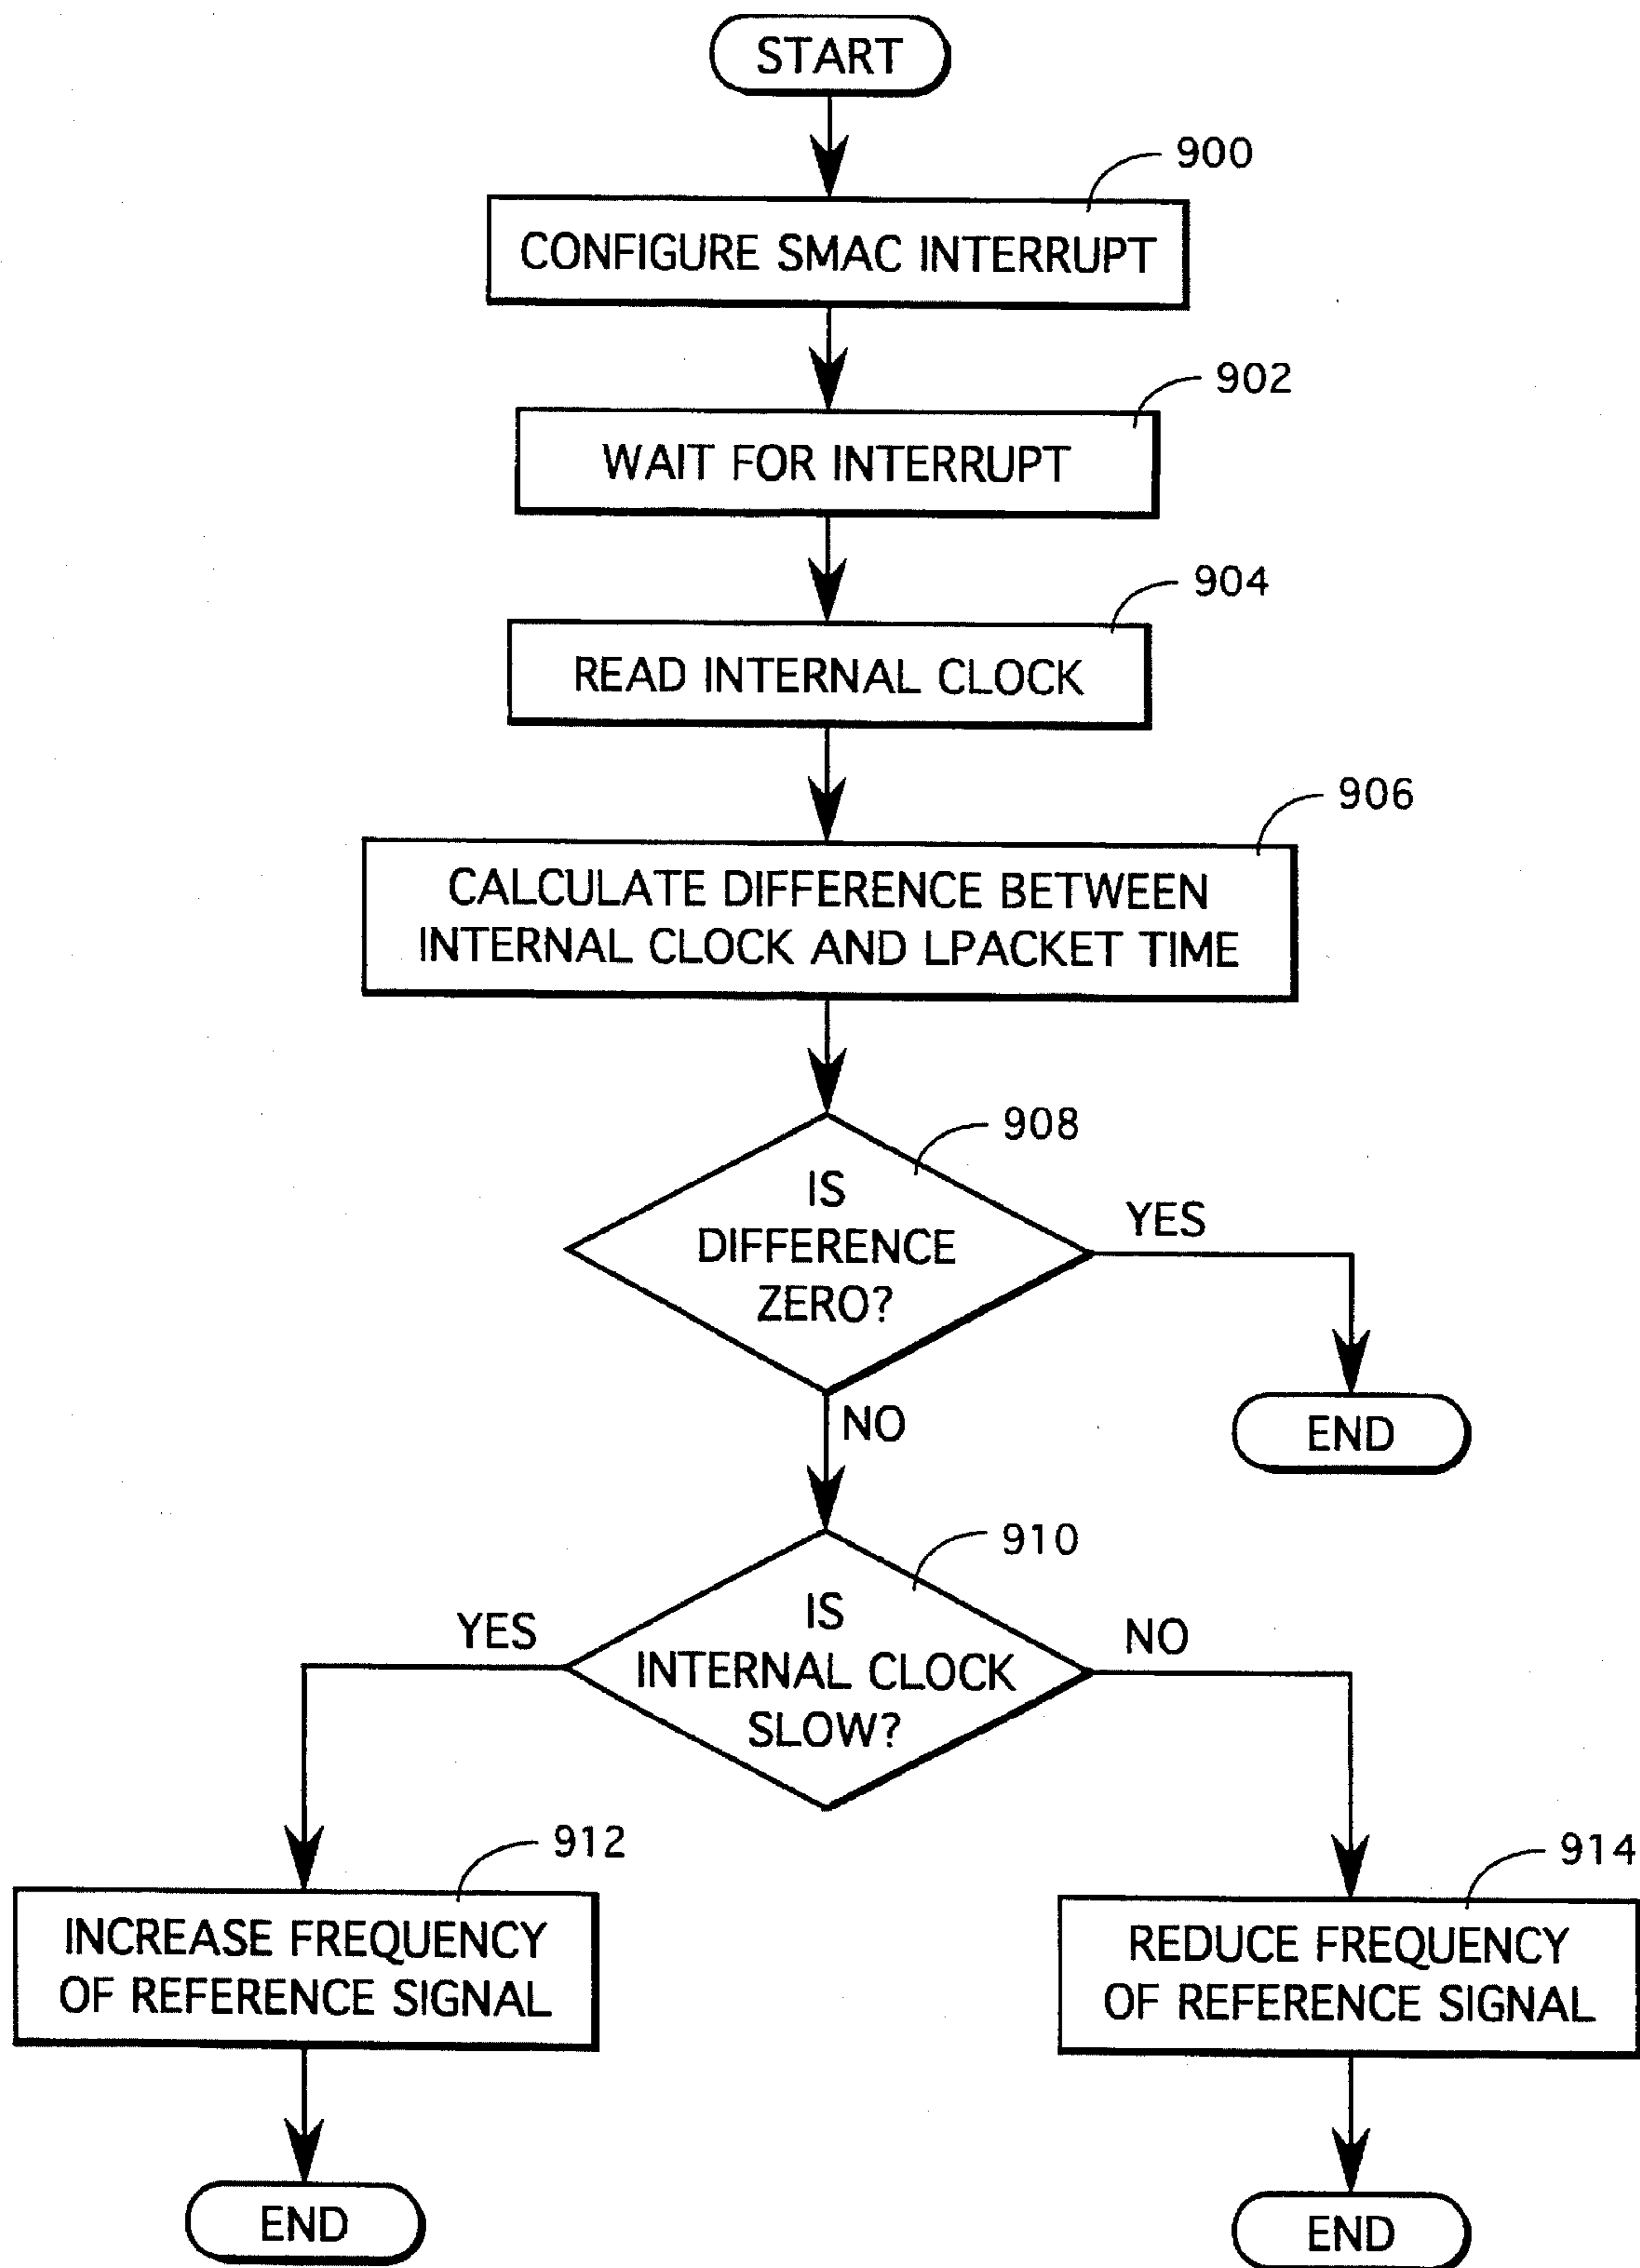 START
900
CONFIGURE SMAC INTERRUPT
902
WAIT FOR INTERRUPT
904
READ INTERNAL CLOCK
906
CALCULATE DIFFERENCE BETWEEN
INTERNAL CLOCK AND LPACKET TIME
908
IS
DIFFERENCE
ZERO?
YES
NO
END
910
IS
INTERNAL CLOCK
SLOW?
YES
NO
912
INCREASE FREQUENCY
OF REFERENCE SIGNAL
914
REDUCE FREQUENCY
OF REFERENCE SIGNAL
END
END